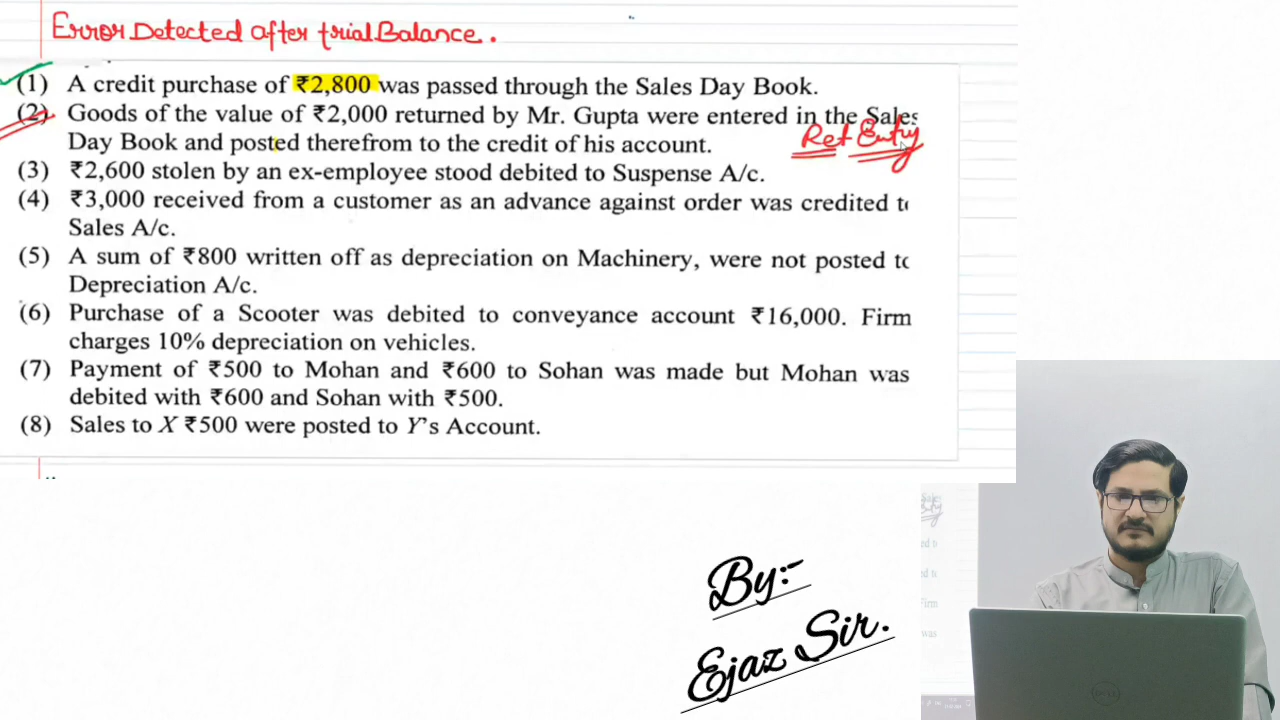 Error Detected after trial Balance.
(1) A credit purchase of ₹2,800 was passed through the Sales Day Book.
(2) Goods of the value of ₹2,000 returned by Mr. Gupta were entered in the Sales
Ret Entry
Day Book and posted therefrom to the credit of his account.
(3) ₹2,600 stolen by an ex-employee stood debited to Suspense A/c.
(4) ₹3,000 received from a customer as an advance against order was credited to
Sales A/c.
(5) A sum of ₹800 written off as depreciation on Machinery, were not posted to
Depreciation A/c.
(6) Purchase of a Scooter was debited to conveyance account ₹16,000. Firm
charges 10% depreciation on vehicles.
(7) Payment of ₹500 to Mohan and ₹600 to Sohan was made but Mohan was
debited with ₹600 and Sohan with ₹500.
(8) Sales to X ₹500 were posted to Y's Account.
By:-
Ejaz Sir.
DELL